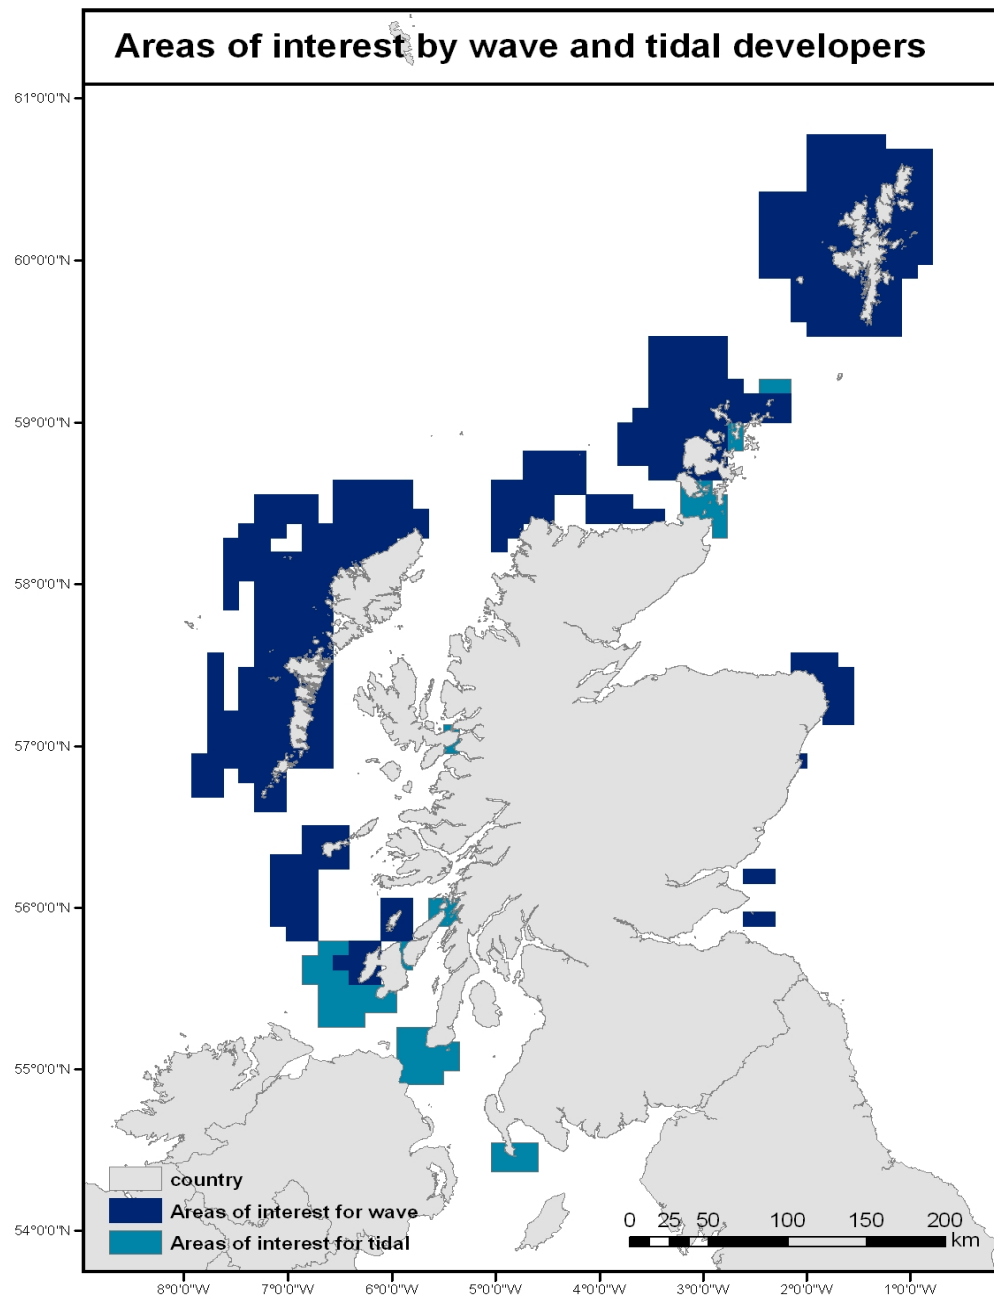 Areas of interest by wave and tidal developers
61°0'0"N
60°0'0"N
59°0'0"N
58°0'0"N
57°0'0"N
56°0'0"N
55°0'0"N
54°0'0"N
country
Areas of interest for wave
Areas of interest for tidal
0 25 50 100 150 200
km
8°0'0"W 7°0'0"W 6°0'0"W 5°0'0"W 4°0'0"W 3°0'0"W 2°0'0"W 1°0'0"W